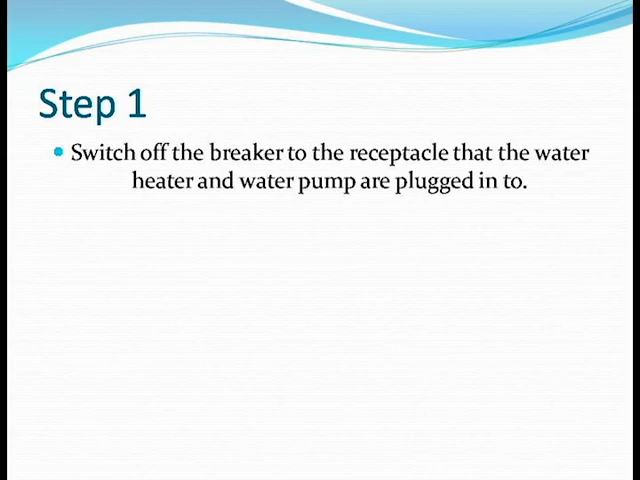 Step 1
Switch off the breaker to the receptacle that the water
heater and water pump are plugged in to.